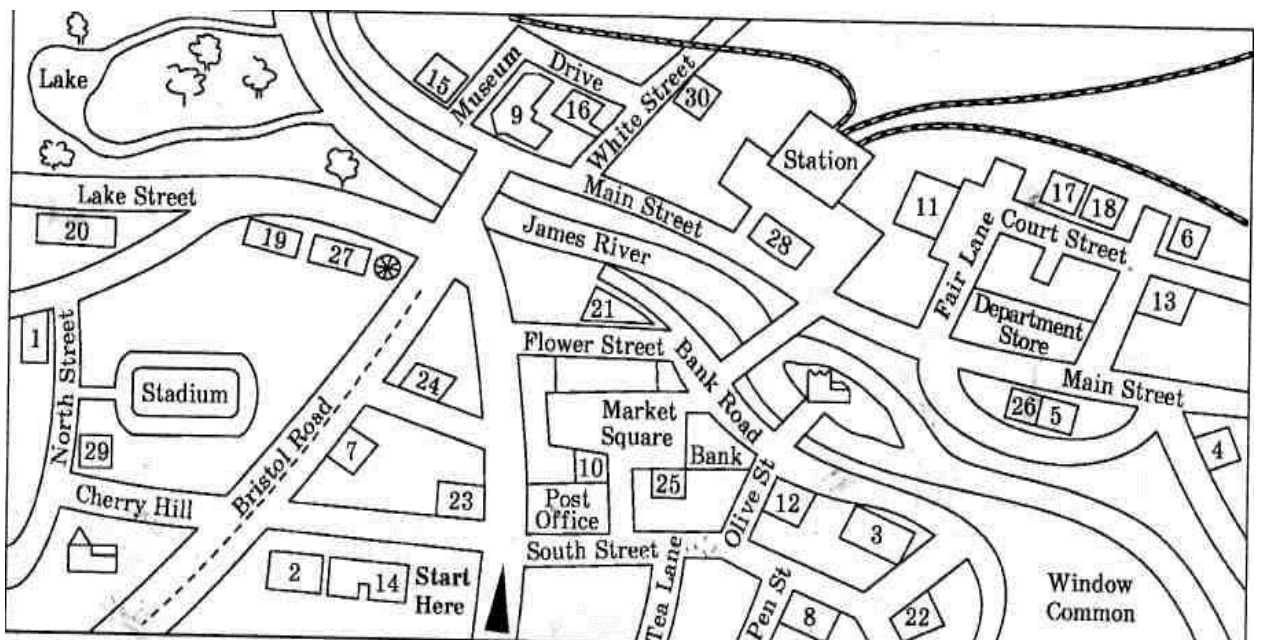 Lake
15
Museum
Drive
9
16
White Street
30
Station
Lake Street
20
19
27
Main Street
James River
28
11
17
18
Court Street
6
Fair Lane
13
Department
Store
Main Street
1
North Street
Stadium
29
21
Flower Street
Bank Road
24
Market
Square
26
5
4
Bristol Road
7
23
10
Bank
25
Post
Office
Olive St
12
3
Cherry Hill
South Street
2
14
Start
Here
Tea Lane
Pen St
8
22
Window
Common